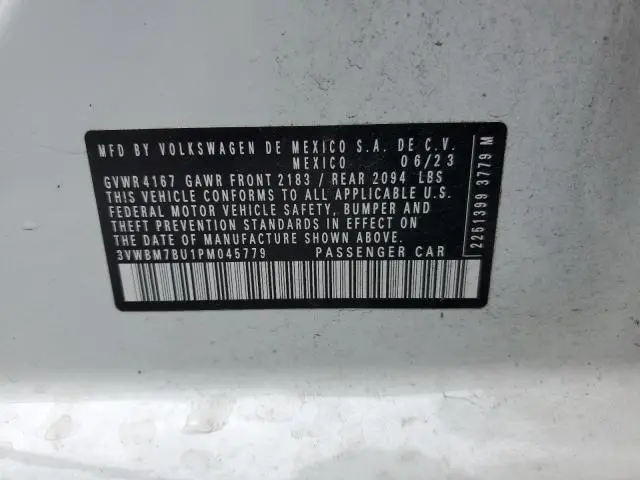 MFD BY VOLKSWAGEN DE MEXICO S.A. DE C.V.
MEXICO 06/23
GVWR 4167 GAWR FRONT 2183 / REAR 2094 LBS
THIS VEHICLE CONFORMS TO ALL APPLICABLE U.S.
FEDERAL MOTOR VEHICLE SAFETY, BUMPER AND
THEFT PREVENTION STANDARDS IN EFFECT ON
THE DATE OF MANUFACTURE SHOWN ABOVE.
3VWBM7BU1PM045779 PASSENGER CAR
2251399 3779 M